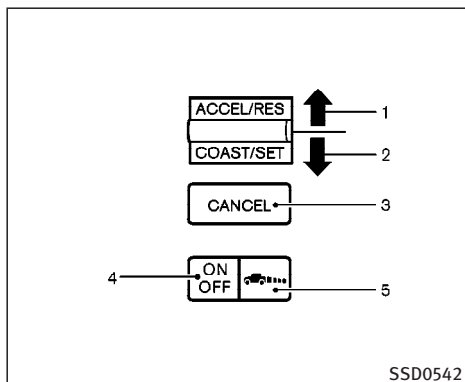 ACCEL/RES
1
COAST/SET
2
CANCEL
3
4
ON
OFF
5
SSD0542